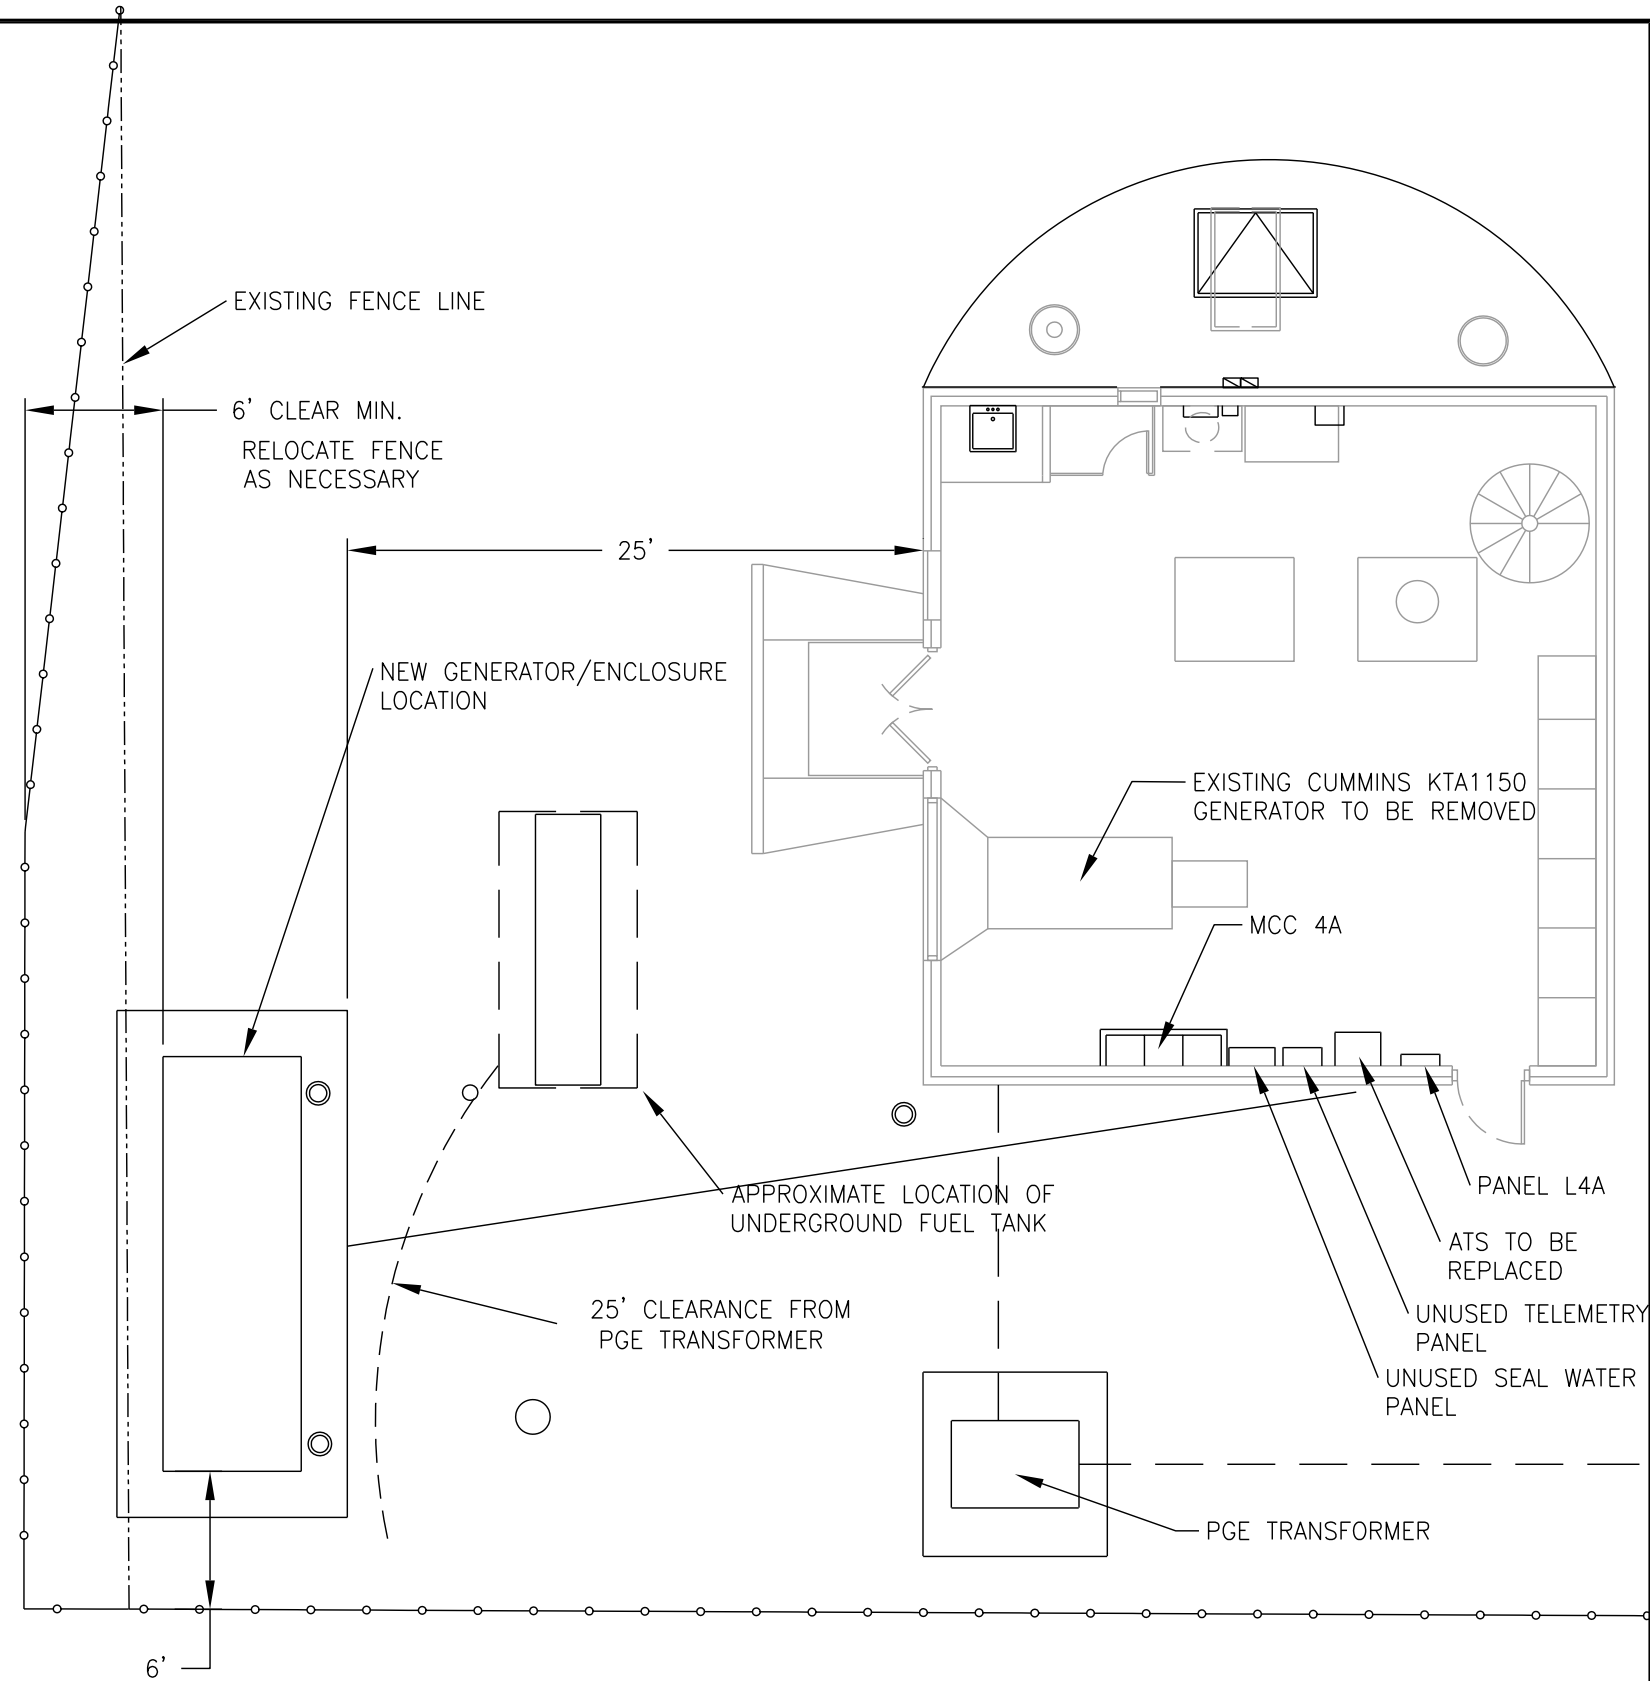 EXISTING FENCE LINE
6' CLEAR MIN.
RELOCATE FENCE
AS NECESSARY
25'
NEW GENERATOR/ENCLOSURE
LOCATION
EXISTING CUMMINS KTA1150
GENERATOR TO BE REMOVED
MCC 4A
APPROXIMATE LOCATION OF
UNDERGROUND FUEL TANK
PANEL L4A
ATS TO BE
REPLACED
25' CLEARANCE FROM
PGE TRANSFORMER
UNUSED TELEMETRY
PANEL
UNUSED SEAL WATER
PANEL
PGE TRANSFORMER
6'